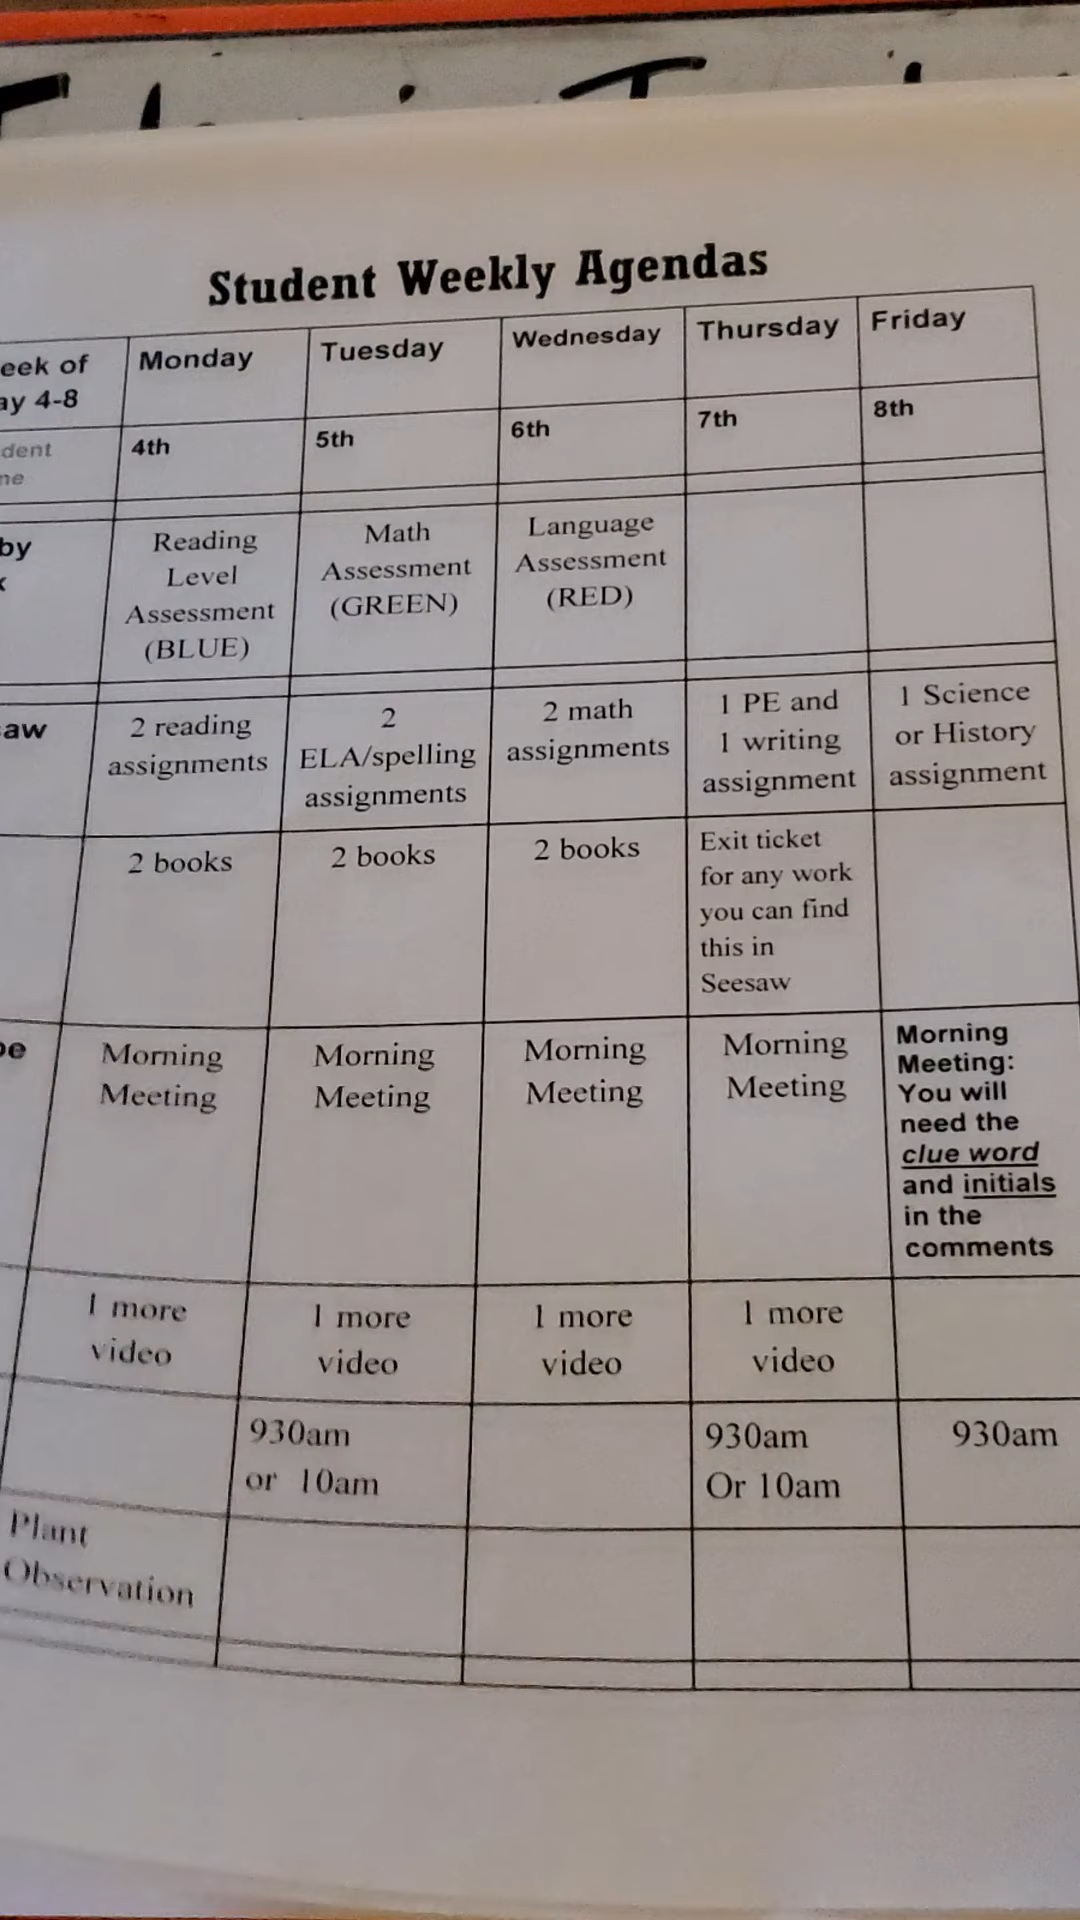 Student Weekly Agendas
eek of
ay 4-8
Monday
Tuesday
Wednesday
Thursday
Friday
dent
me
4th
5th
6th
7th
8th
by
Reading
Level
Assessment
(BLUE)
Math
Assessment
(GREEN)
Language
Assessment
(RED)
saw
2 reading
assignments
2
ELA/spelling
assignments
2 math
assignments
1 PE and
1 writing
assignment
1 Science
or History
assignment
2 books
2 books
2 books
Exit ticket
for any work
you can find
this in
Seesaw
be
Morning
Meeting
Morning
Meeting
Morning
Meeting
Morning
Meeting
Morning
Meeting:
You will
need the
clue word
and initials
in the
comments
1 more
video
1 more
video
1 more
video
1 more
video
930am
or 10am
930am
Or 10am
930am
Plant
Observation